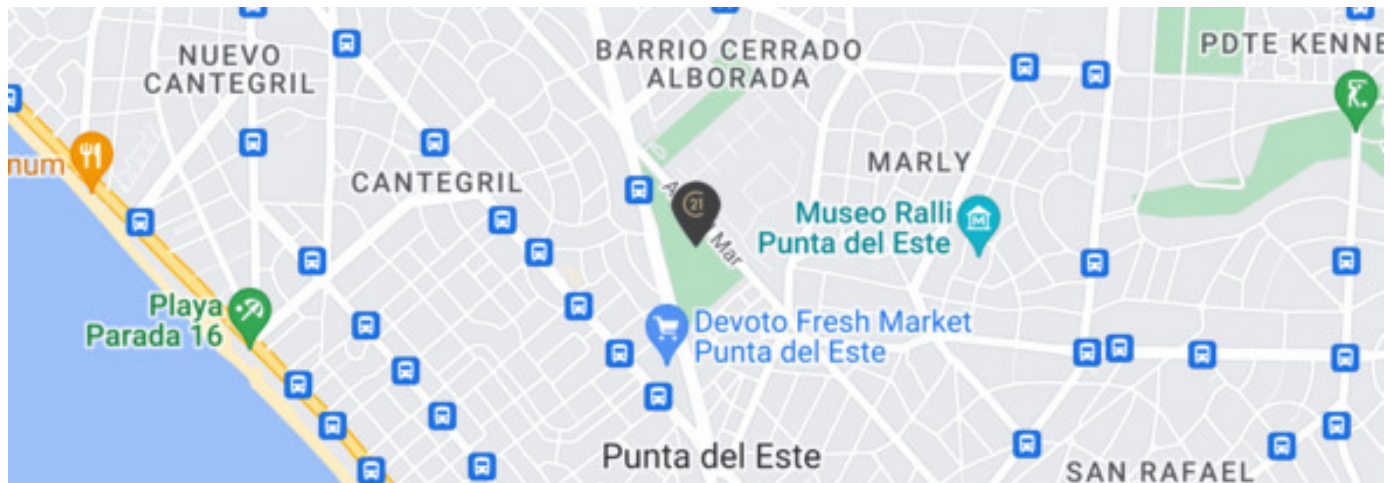 NUEVO
CANTEGRIL
BARRIO CERRADO
ALBORADA
PDTE KENNE
num
CANTEGRIL
MARLY
21
Mar
Museo Ralli
Punta del Este
Playa
Parada 16
Devoto Fresh Market
Punta del Este
Punta del Este
SAN RAFAEL